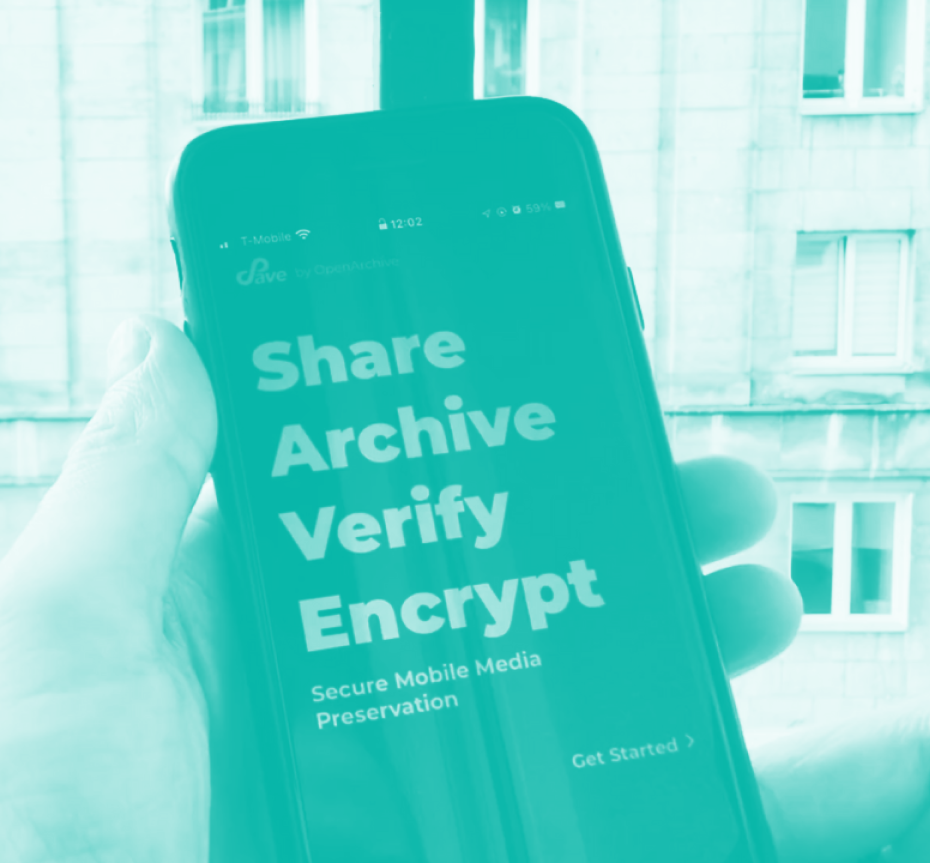 T-Mobile 12:02 59%
Save by OpenArchive
Share
Archive
Verify
Encrypt
Secure Mobile Media
Preservation
Get Started